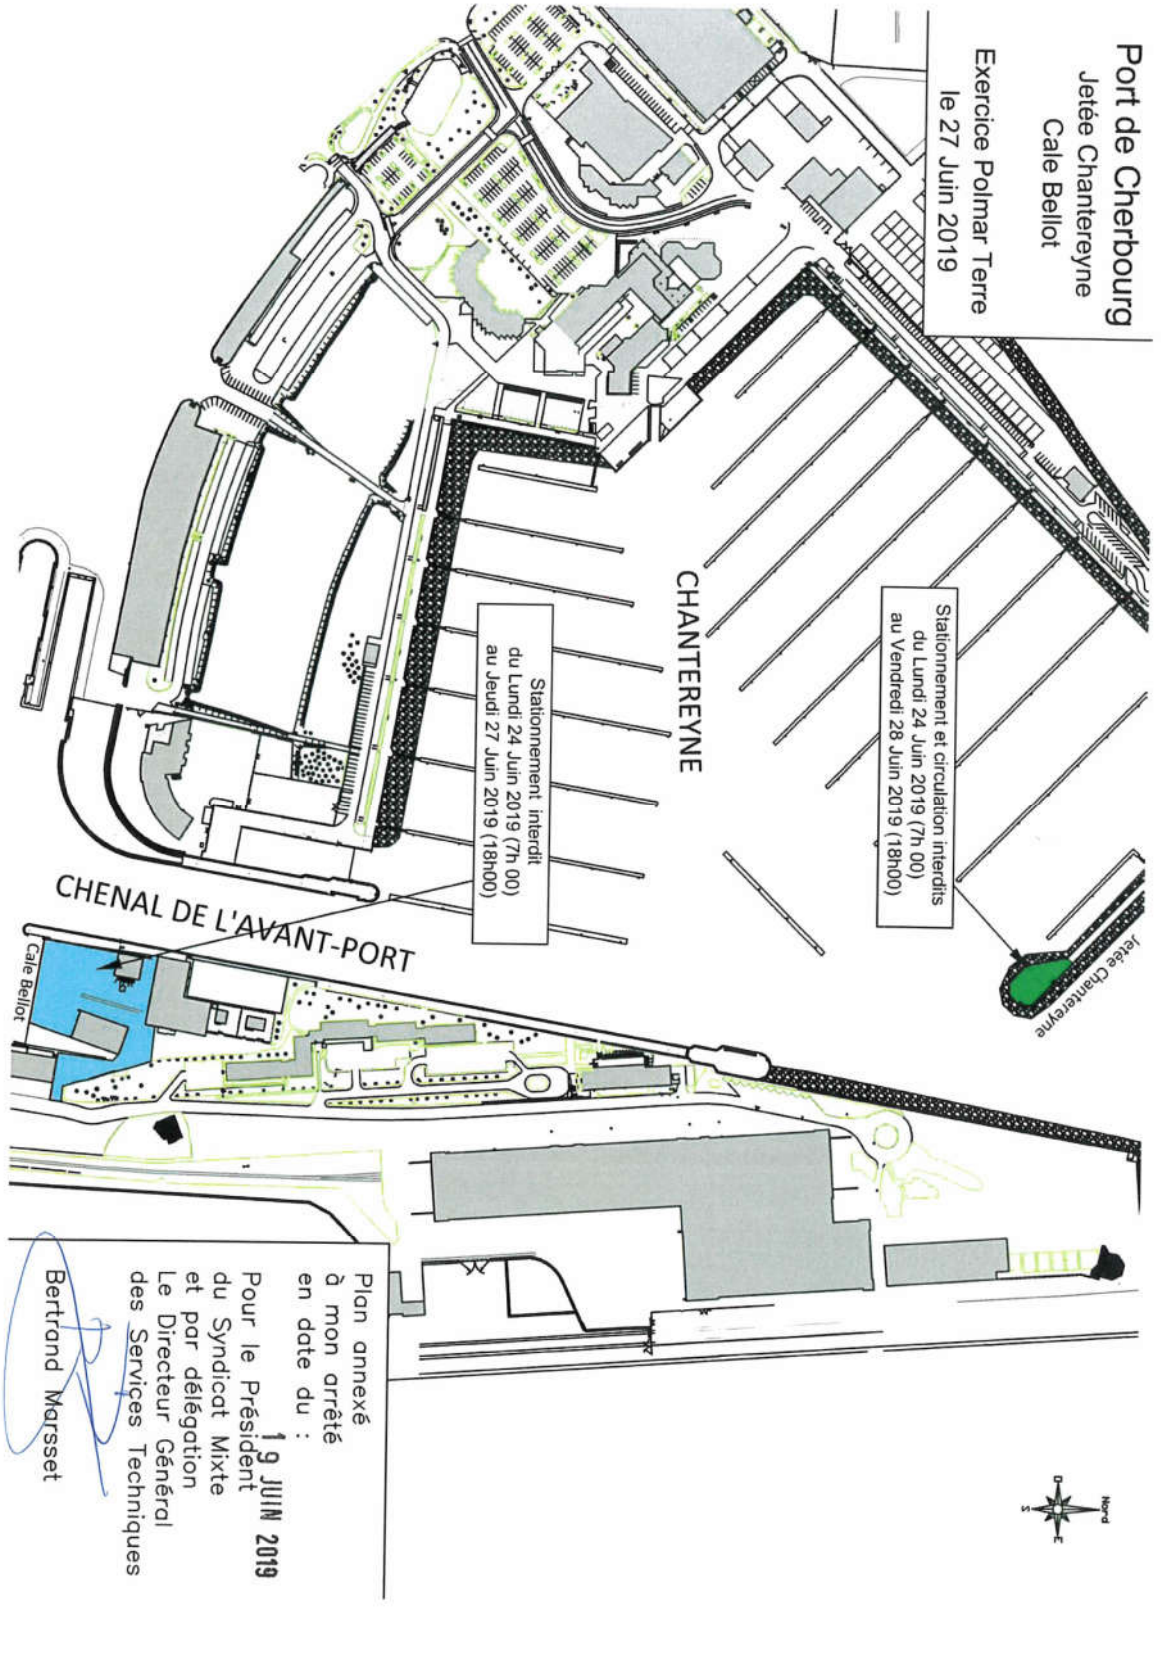 Port de Cherbourg
Jetée Chantereyne
Cale Bellot
Exercice Polmar Terre
le 27 Juin 2019
Stationnement et circulation interdits
du Lundi 24 Juin 2019 (7h 00)
au Vendredi 28 Juin 2019 (18h00)
Jetée Chantereyne
CHANTEREYNE
Stationnement interdit
du Lundi 24 Juin 2019 (7h 00)
au Jeudi 27 Juin 2019 (18h00)
CHENAL DE L'AVANT-PORT
Cale Bellot
Nord
O
E
S
Plan annexé
à mon arrêté
en date du :
19 JUIN 2019
Pour le Président
du Syndicat Mixte
et par délégation
Le Directeur Général
des Services Techniques
Bertrand Marsset